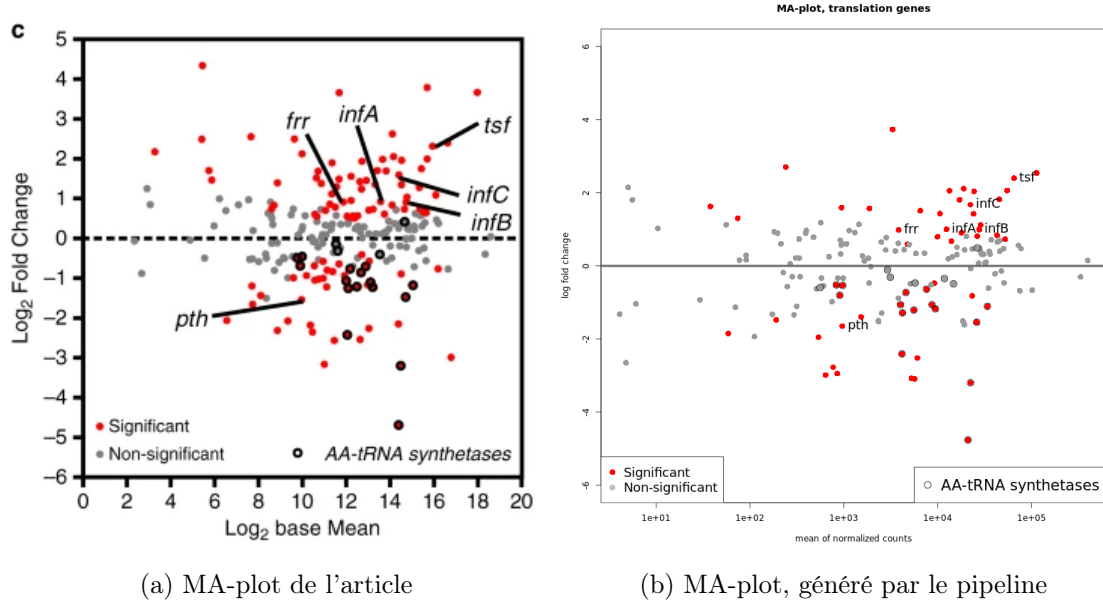 c
5
4
3
2
1
0
−1
−2
−3
−4
−5
−6
Log2 Fold Change
frr
infA
tsf
infC
infB
pth
Significant
Non-significant
AA-tRNA synthetases
0 2 4 6 8 10 12 14 16 18 20
Log2 base Mean
(a) MA-plot de l'article
MA-plot, translation genes
6
4
2
0
-2
-4
-6
log fold change
tsf
infC
frr
infA
infB
pth
Significant
Non-significant
AA-tRNA synthetases
1e+01 1e+02 1e+03 1e+04 1e+05
mean of normalized counts
(b) MA-plot, généré par le pipeline